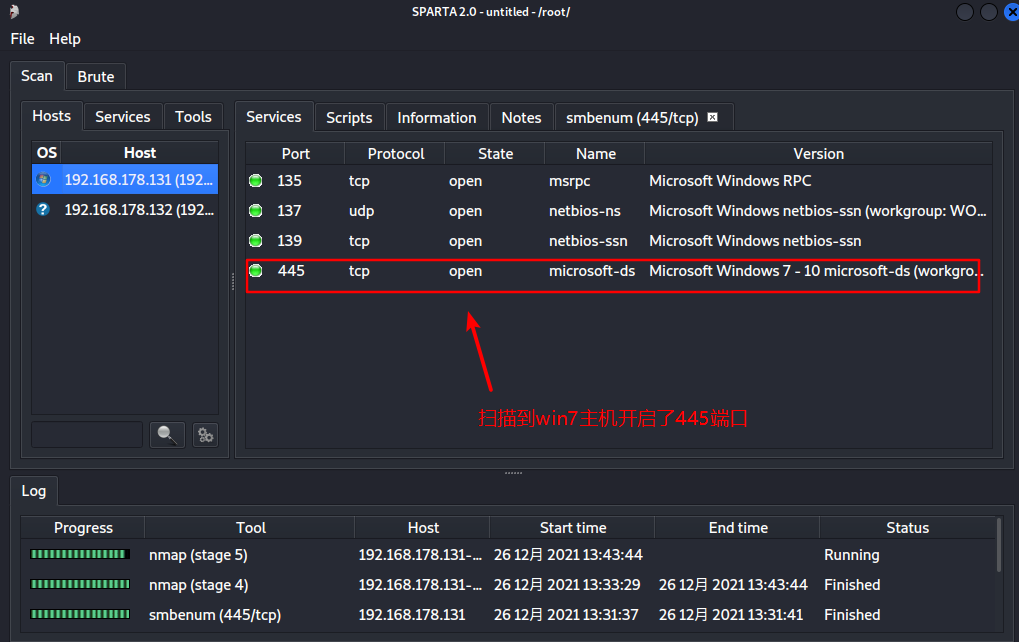 SPARTA 2.0 - untitled - /root/
File Help
Scan Brute
Hosts Services Tools
OS Host
192.168.178.131 (192...
192.168.178.132 (192...
Services Scripts Information Notes smbenum (445/tcp)
Port Protocol State Name Version
135 tcp open msrpc Microsoft Windows RPC
137 udp open netbios-ns Microsoft Windows netbios-ssn (workgroup: WO...
139 tcp open netbios-ssn Microsoft Windows netbios-ssn
445 tcp open microsoft-ds Microsoft Windows 7 - 10 microsoft-ds (workgro...
扫描到win7主机开启了445端口
Log
Progress Tool Host Start time End time Status
nmap (stage 5) 192.168.178.131-... 26 12月 2021 13:43:44 Running
nmap (stage 4) 192.168.178.131-... 26 12月 2021 13:33:29 26 12月 2021 13:43:44 Finished
smbenum (445/tcp) 192.168.178.131 26 12月 2021 13:31:37 26 12月 2021 13:31:41 Finished